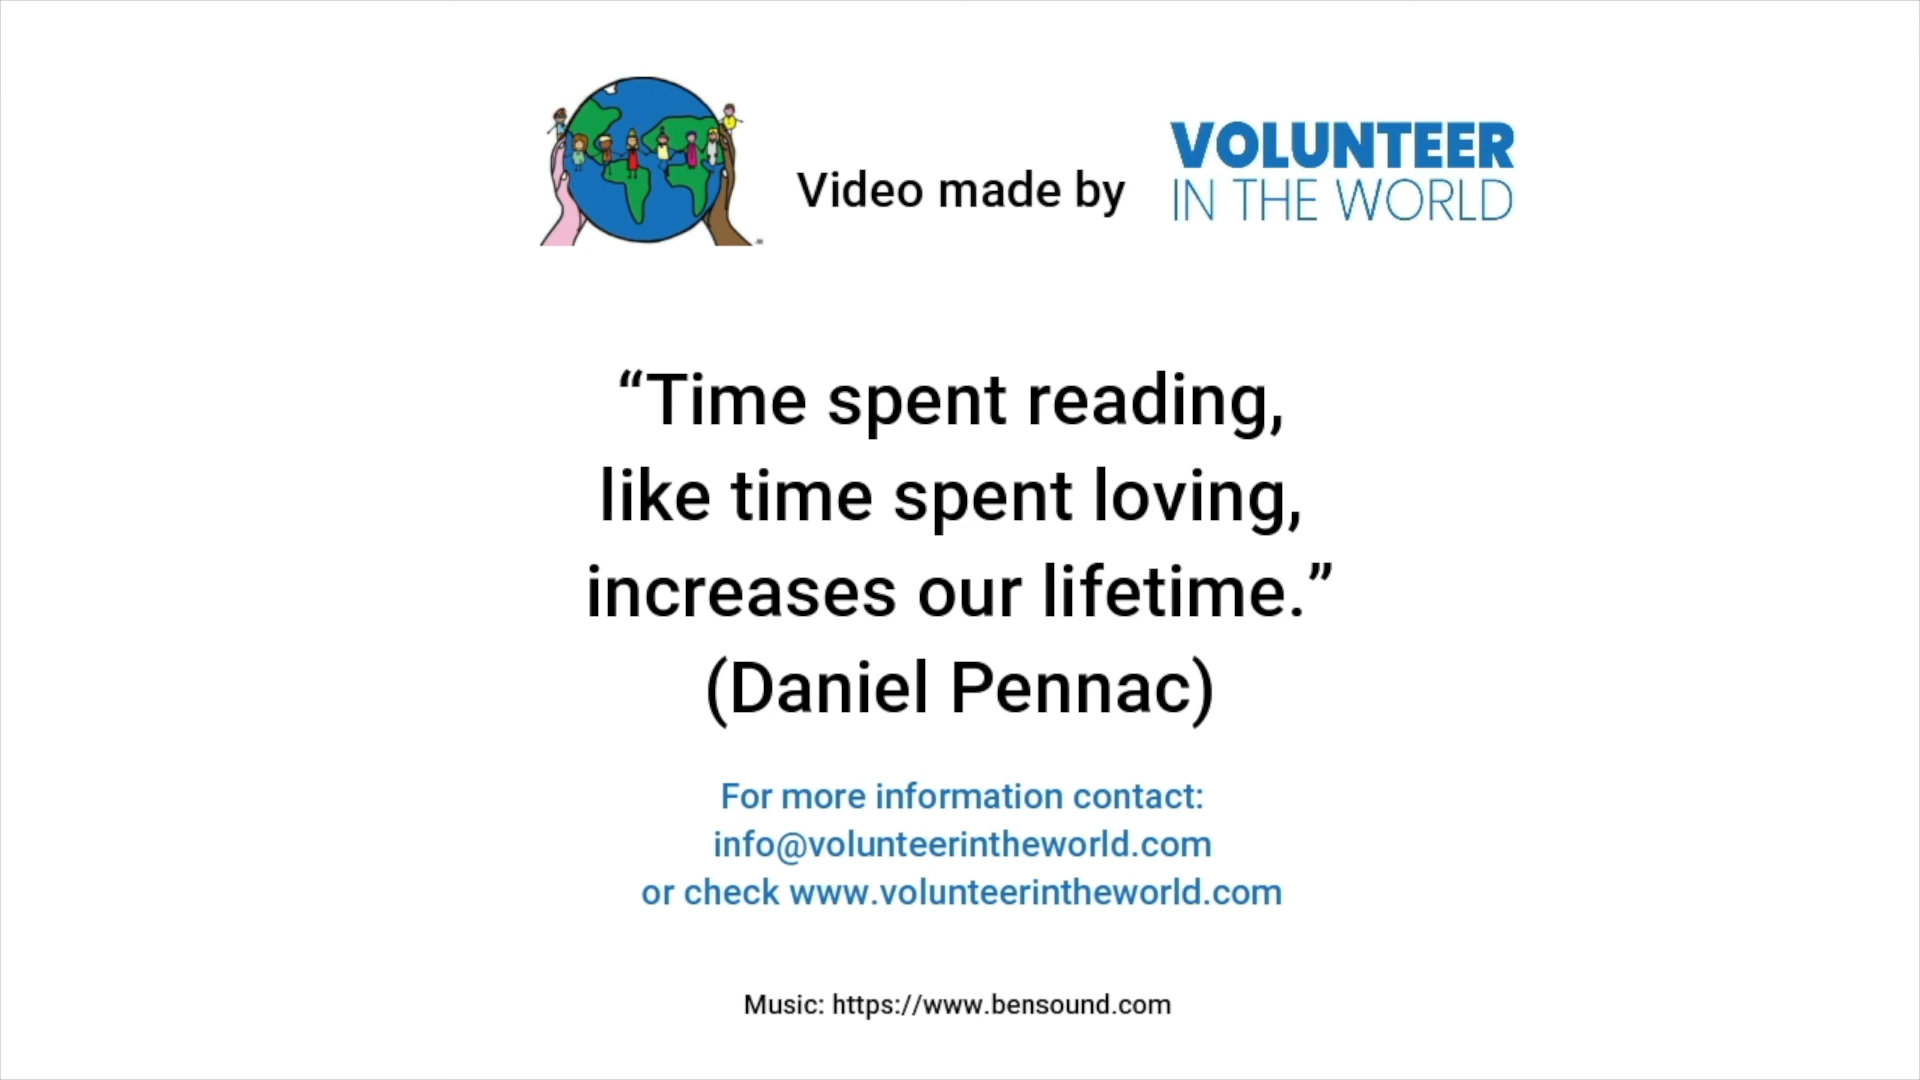 Video made by
VOLUNTEER
IN THE WORLD
“Time spent reading,
like time spent loving,
increases our lifetime.”
(Daniel Pennac)
For more information contact:
info@volunteerintheworld.com
or check www.volunteerintheworld.com
Music: https://www.bensound.com